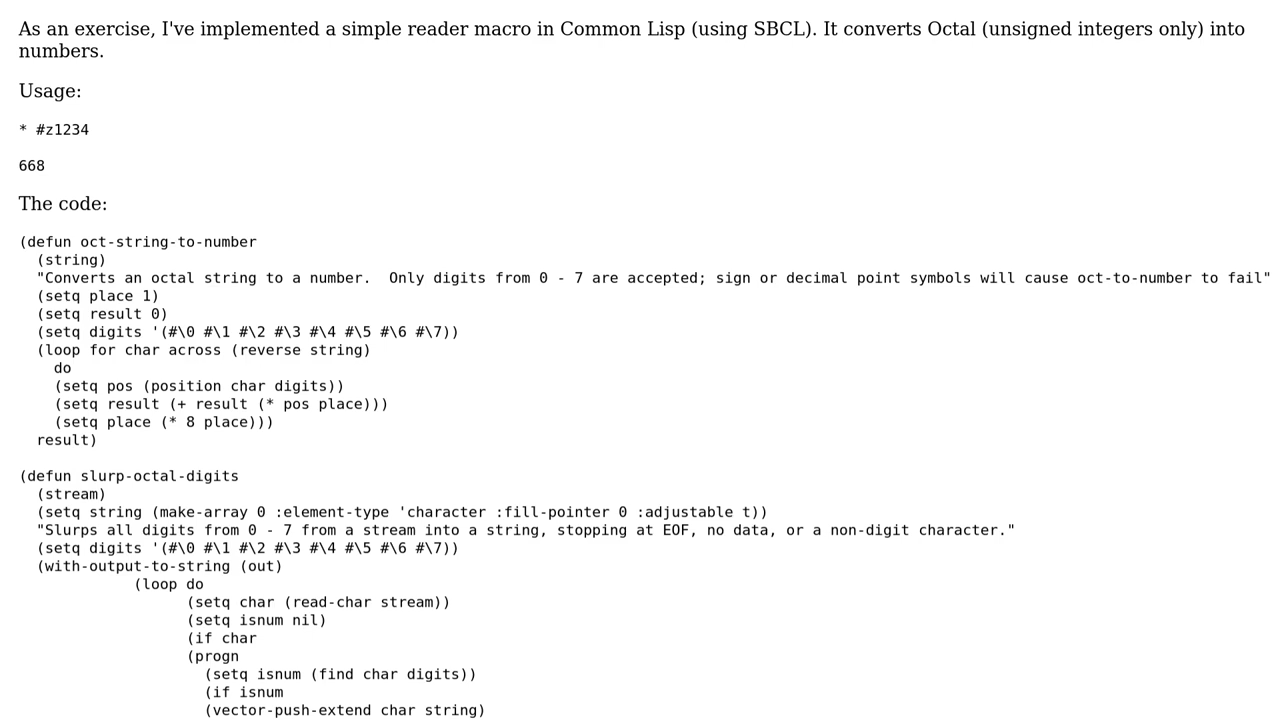 As an exercise, I've implemented a simple reader macro in Common Lisp (using SBCL). It converts Octal (unsigned integers only) into
numbers.
Usage:
* #z1234
668
The code:
(defun oct-string-to-number
  (string)
  "Converts an octal string to a number.  Only digits from 0 - 7 are accepted; sign or decimal point symbols will cause oct-to-number to fail"
  (setq place 1)
  (setq result 0)
  (setq digits '(#\0 #\1 #\2 #\3 #\4 #\5 #\6 #\7))
  (loop for char across (reverse string)
    do
    (setq pos (position char digits))
    (setq result (+ result (* pos place)))
    (setq place (* 8 place)))
  result)
(defun slurp-octal-digits
  (stream)
  (setq string (make-array 0 :element-type 'character :fill-pointer 0 :adjustable t))
  "Slurps all digits from 0 - 7 from a stream into a string, stopping at EOF, no data, or a non-digit character."
  (setq digits '(#\0 #\1 #\2 #\3 #\4 #\5 #\6 #\7))
  (with-output-to-string (out)
             (loop do
                   (setq char (read-char stream))
                   (setq isnum nil)
                   (if char
                   (progn
                     (setq isnum (find char digits))
                     (if isnum
                     (vector-push-extend char string)